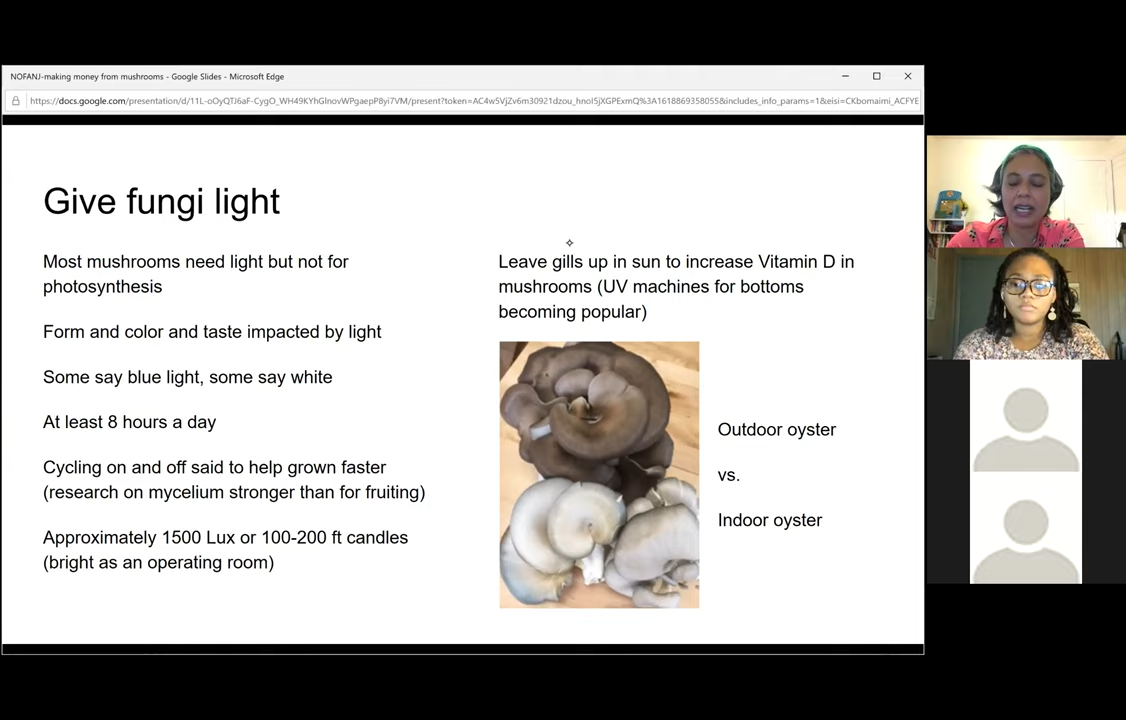 NOFANJ-making money from mushrooms - Google Slides - Microsoft Edge
Give fungi light
Most mushrooms need light but not for
photosynthesis
Form and color and taste impacted by light
Some say blue light, some say white
At least 8 hours a day
Cycling on and off said to help grown faster
(research on mycelium stronger than for fruiting)
Approximately 1500 Lux or 100-200 ft candles
(bright as an operating room)
Leave gills up in sun to increase Vitamin D in
mushrooms (UV machines for bottoms
becoming popular)
Outdoor oyster
vs.
Indoor oyster